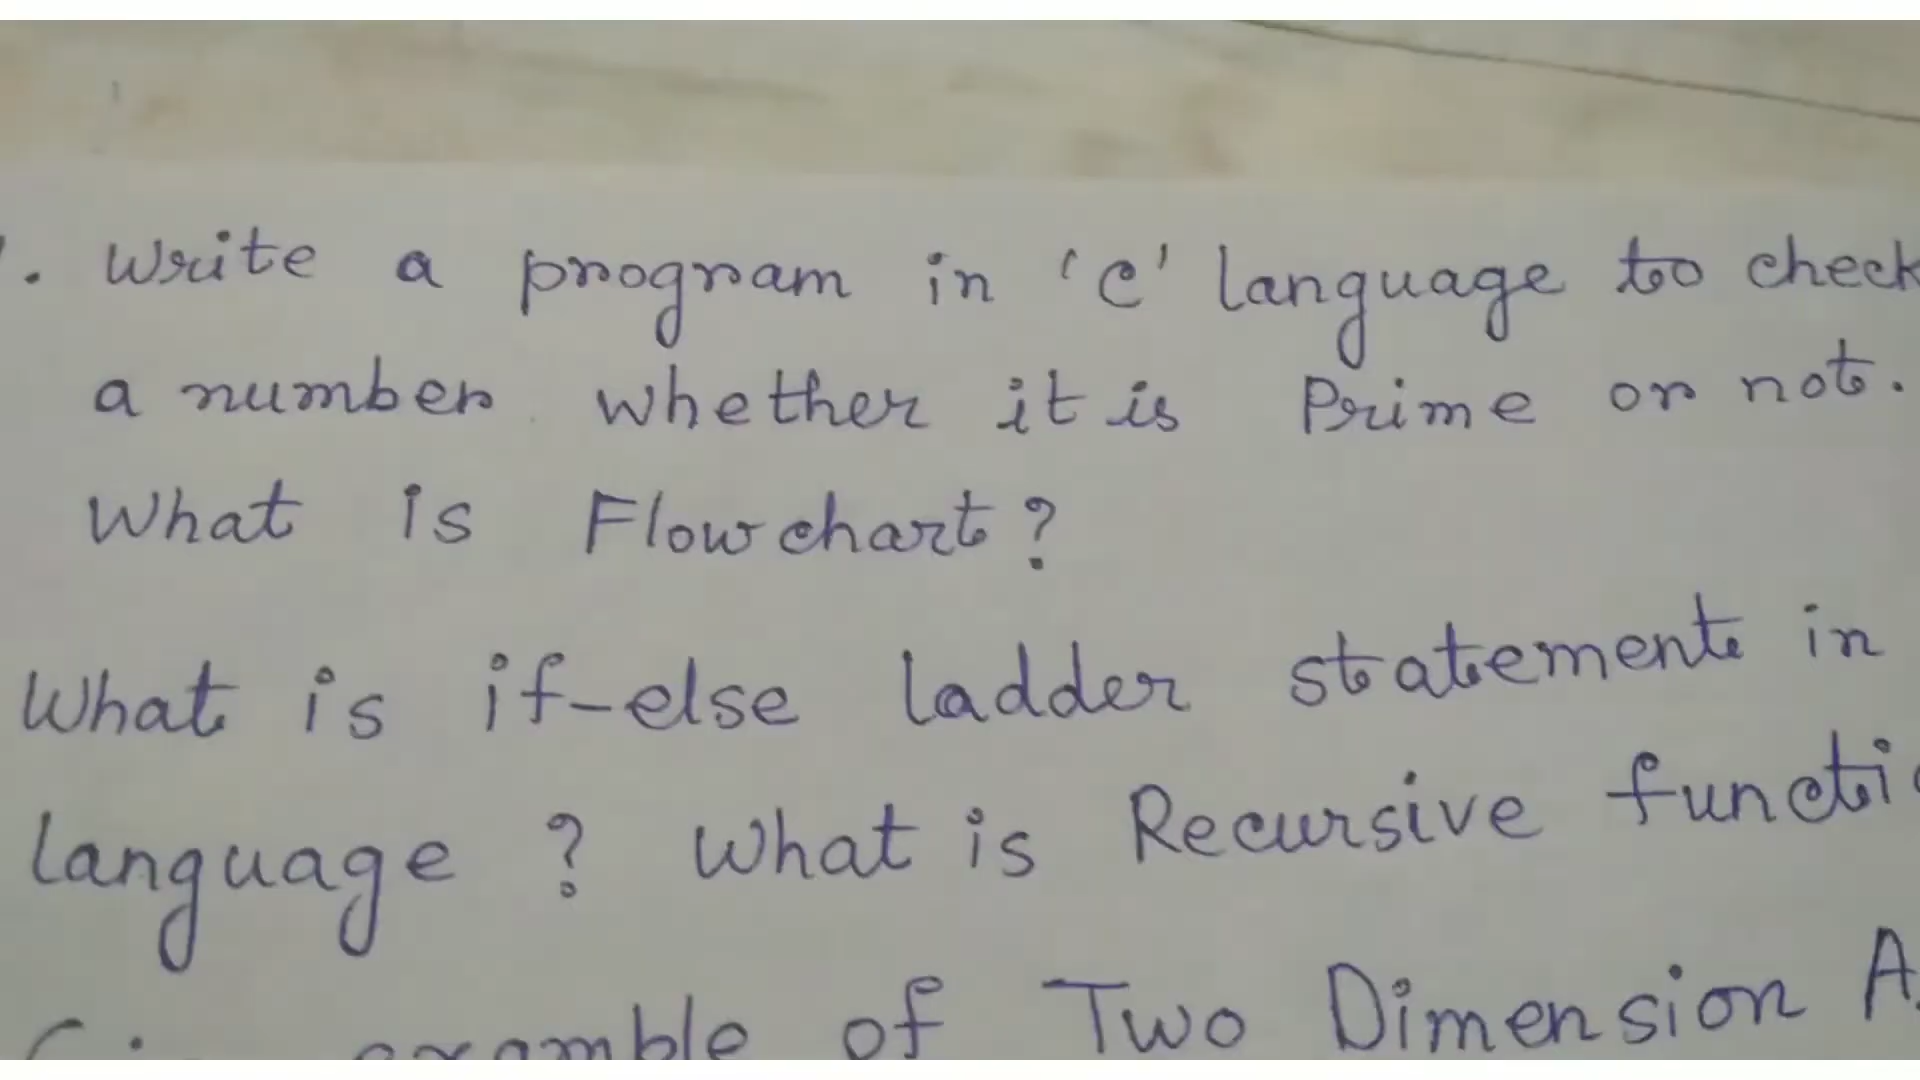 . Write a program in 'C' language to check
a number whether it is Prime or not.
What is Flowchart?
What is if-else ladder statement in
language ? What is Recursive
example of Two Dimension